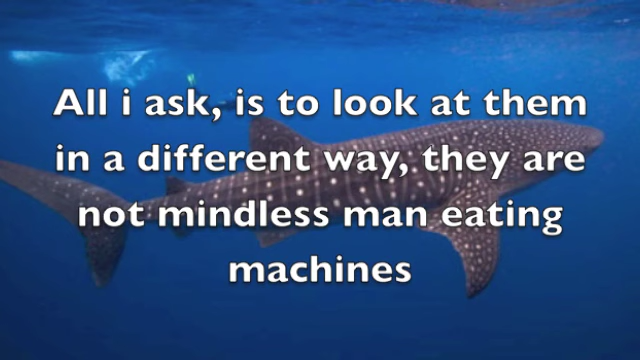 All i ask, is to look at them
in a different way, they are
not mindless man eating
machines